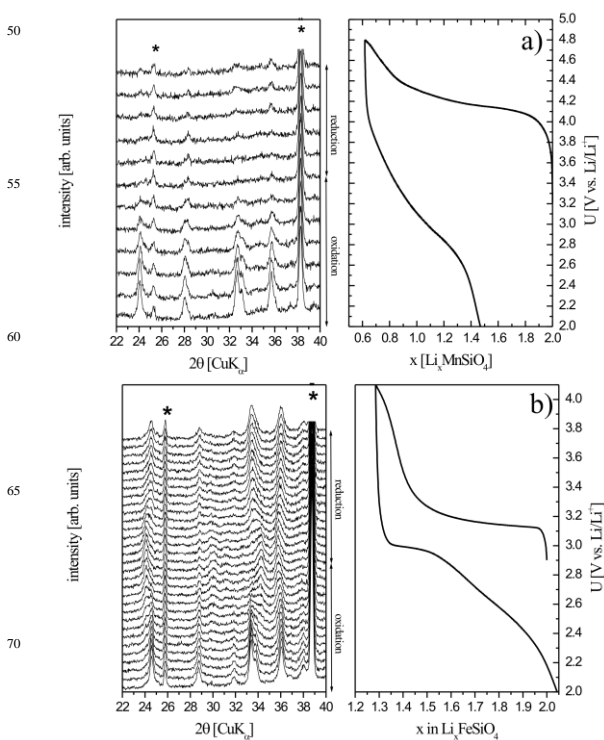 50
55
60
65
70
a)
*
*
intensity [arb. units]
reduction
oxidation
22 24 26 28 30 32 34 36 38 40
2θ [CuKα]
5.0
4.8
4.6
4.4
4.2
4.0
3.8
3.6
3.4
3.2
3.0
2.8
2.6
2.4
2.2
2.0
U [V vs. Li/Li+]
0.6 0.8 1.0 1.2 1.4 1.6 1.8 2.0
x [LixMnSiO4]
b)
*
*
intensity [arb. units]
reduction
oxidation
22 24 26 28 30 32 34 36 38 40
2θ [CuKα]
4.0
3.8
3.6
3.4
3.2
3.0
2.8
2.6
2.4
2.2
2.0
U [V vs. Li/Li+]
1.2 1.3 1.4 1.5 1.6 1.7 1.8 1.9 2.0
x in LixFeSiO4